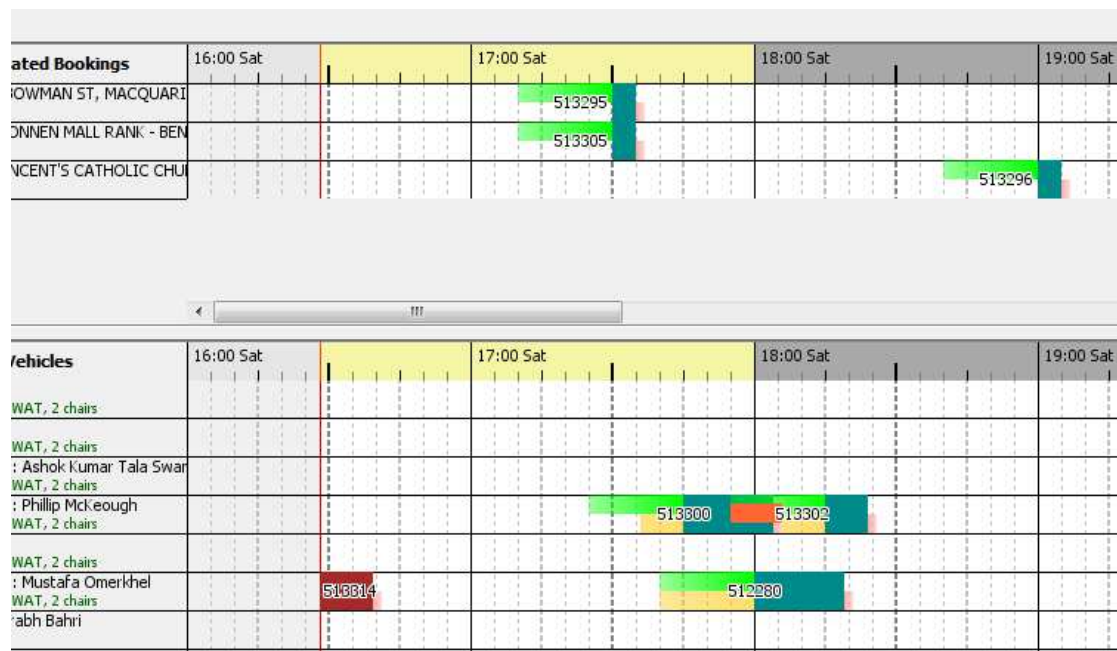 ated Bookings 16:00 Sat 17:00 Sat 18:00 Sat 19:00 Sat
OWMAN ST, MACQUARI 513295
ONNEN MALL RANK - BEN 513305
NCENT'S CATHOLIC CHU 513296
Vehicles 16:00 Sat 17:00 Sat 18:00 Sat 19:00 Sat
WAT, 2 chairs
WAT, 2 chairs
: Ashok Kumar Tala Swar
WAT, 2 chairs
: Phillip McKeough 513300 513302
WAT, 2 chairs
WAT, 2 chairs
: Mustafa Omerkhel 513314 512280
WAT, 2 chairs
rabh Bahri